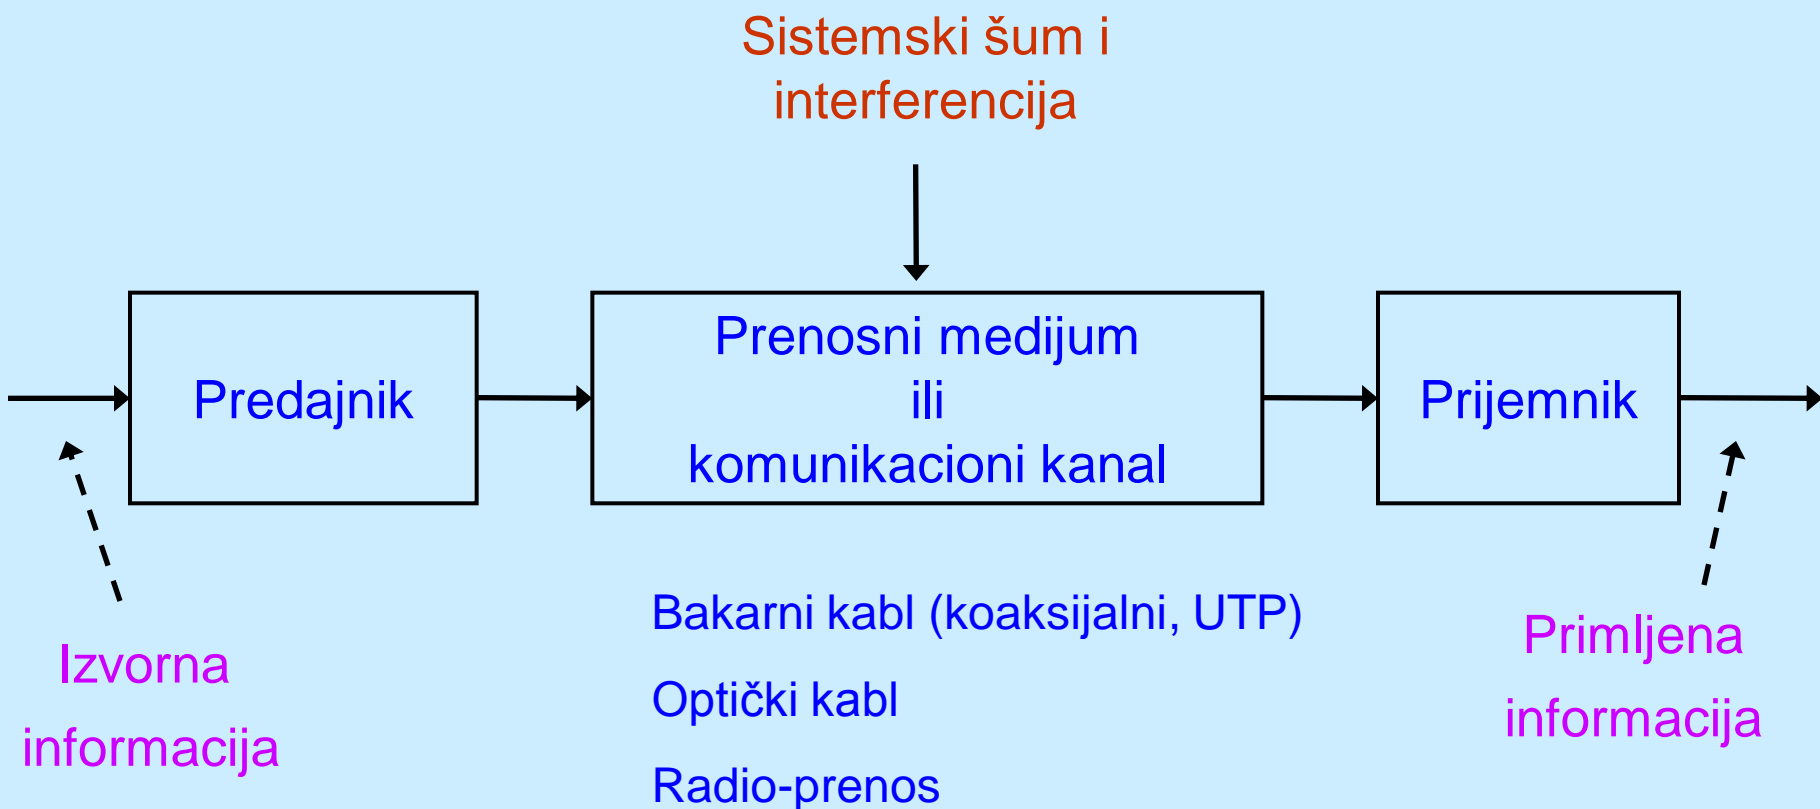 Sistemski šum i
interferencija
Predajnik
Prenosni medijum
ili
komunikacioni kanal
Prijemnik
Izvorna
informacija
Bakarni kabl (koaksijalni, UTP)
Optički kabl
Radio-prenos
Primljena
informacija